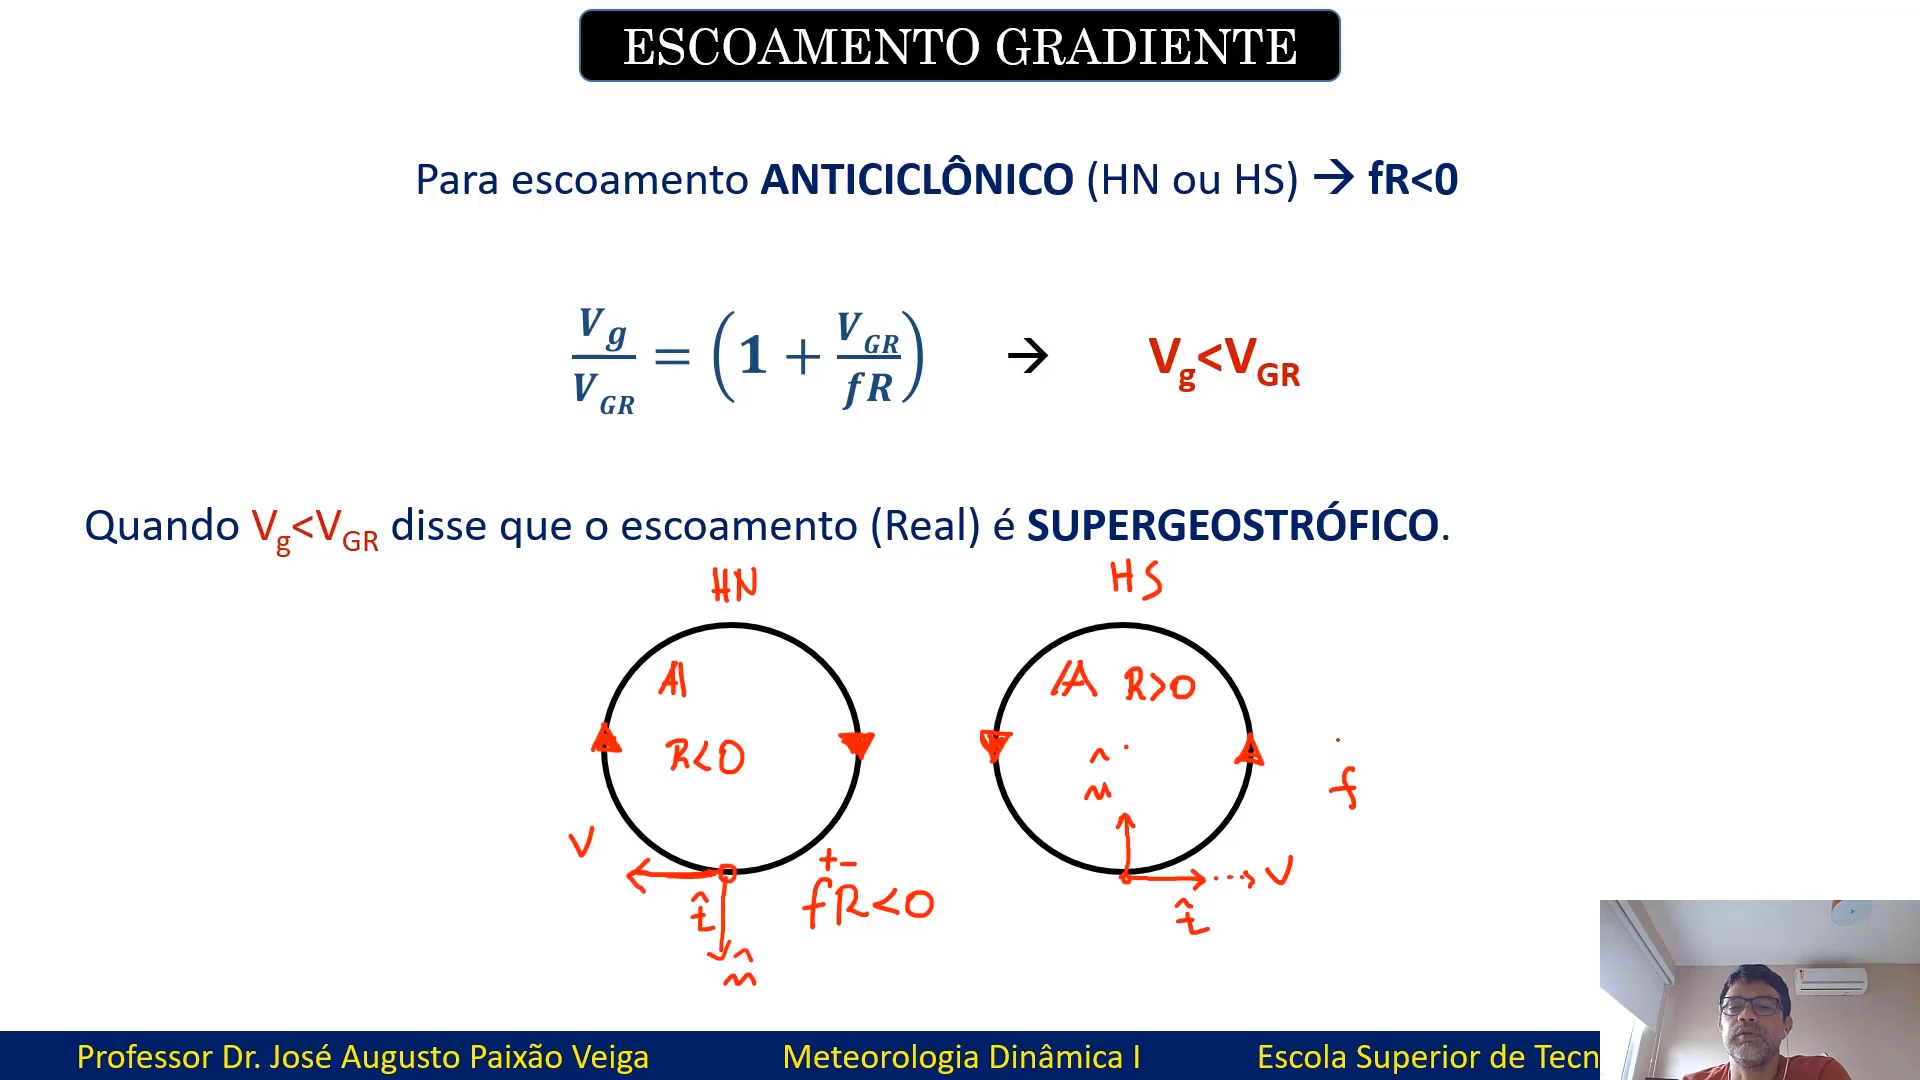 ESCOAMENTO GRADIENTE
Para escoamento ANTICICLÔNICO (HN ou HS) → fR<0
V_g/V_GR = (1 + V_GR/fR) → V_g<V_GR
Quando V_g<V_GR disse que o escoamento (Real) é SUPERGEOSTRÓFICO.
HN HS
A A R>0
R<0
n̂
f
V
+-
t̂ fR<0
V
t̂
n̂
Professor Dr. José Augusto Paixão Veiga Meteorologia Dinâmica I Escola Superior de Tecn